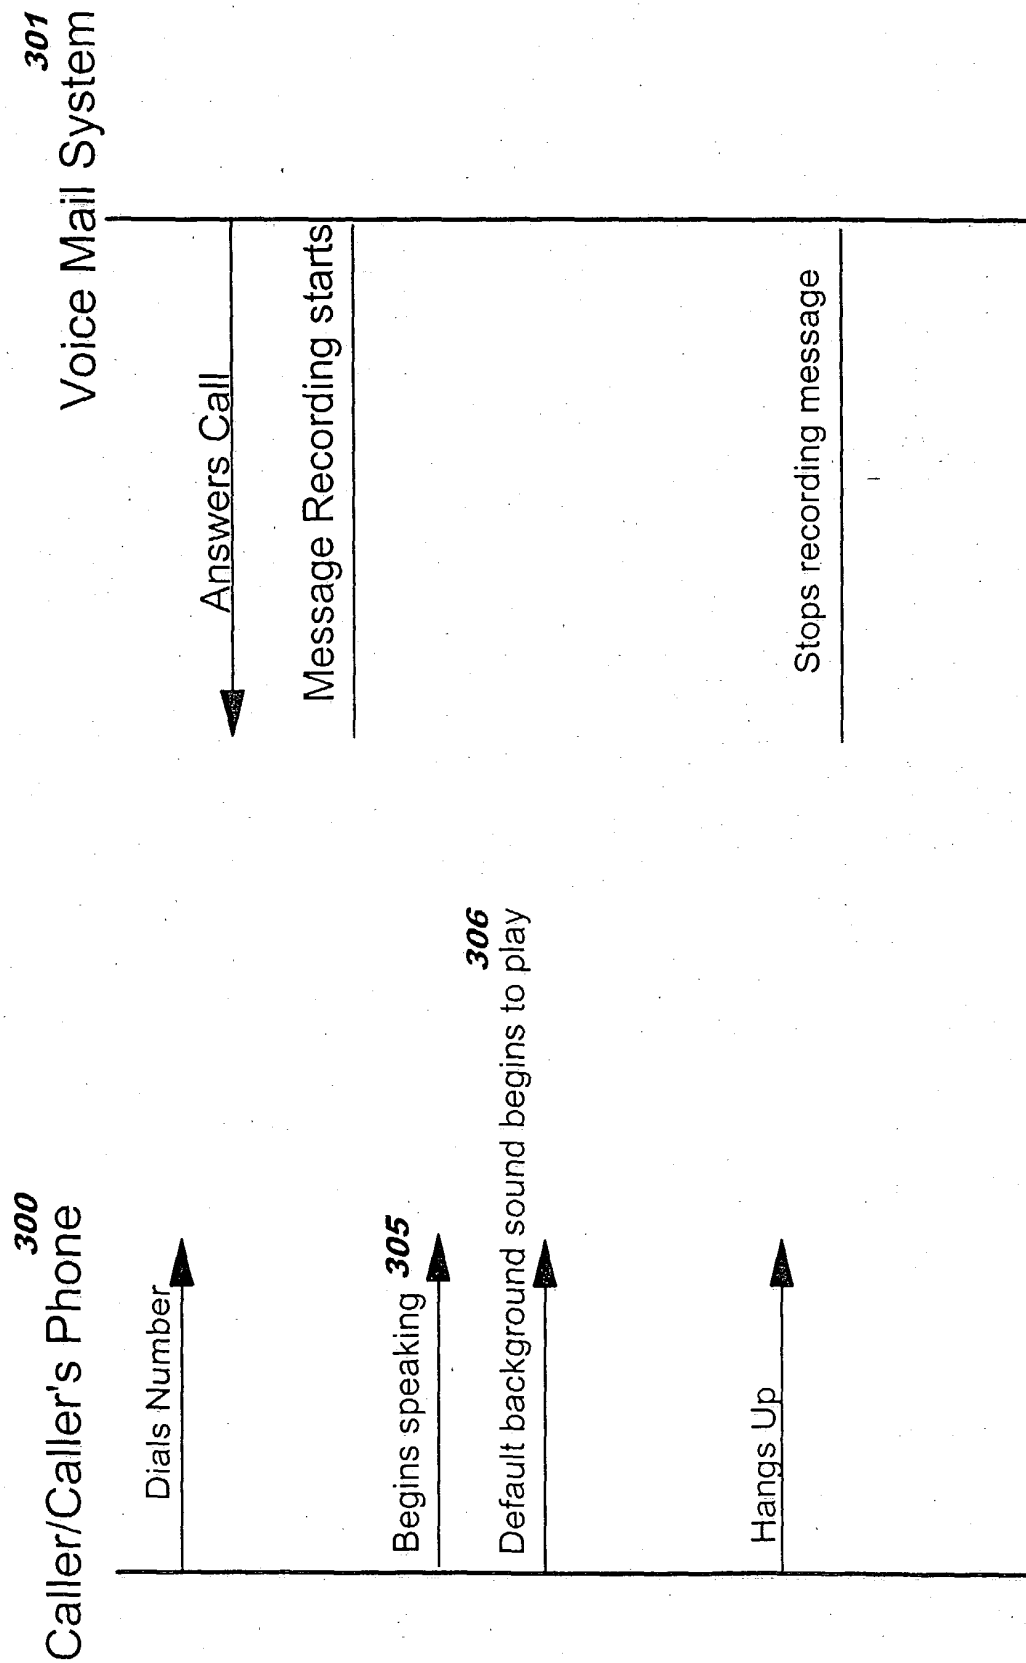 300
Caller/Caller's Phone
301
Voice Mail System
Dials Number
Answers Call
Message Recording starts
Begins speaking 305
306
Default background sound begins to play
Hangs Up
Stops recording message